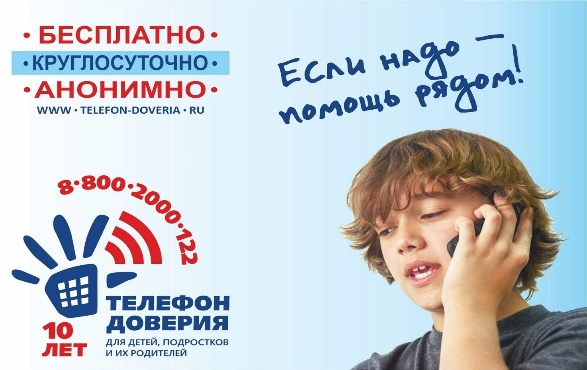 • БЕСПЛАТНО •
• КРУГЛОСУТОЧНО •
• АНОНИМНО •
WWW • TELEFON-DOVERIA • RU
Если надо —
помощь рядом!
8-800-2000-122
ТЕЛЕФОН
ДОВЕРИЯ
10
ЛЕТ
ДЛЯ ДЕТЕЙ, ПОДРОСТКОВ
И ИХ РОДИТЕЛЕЙ